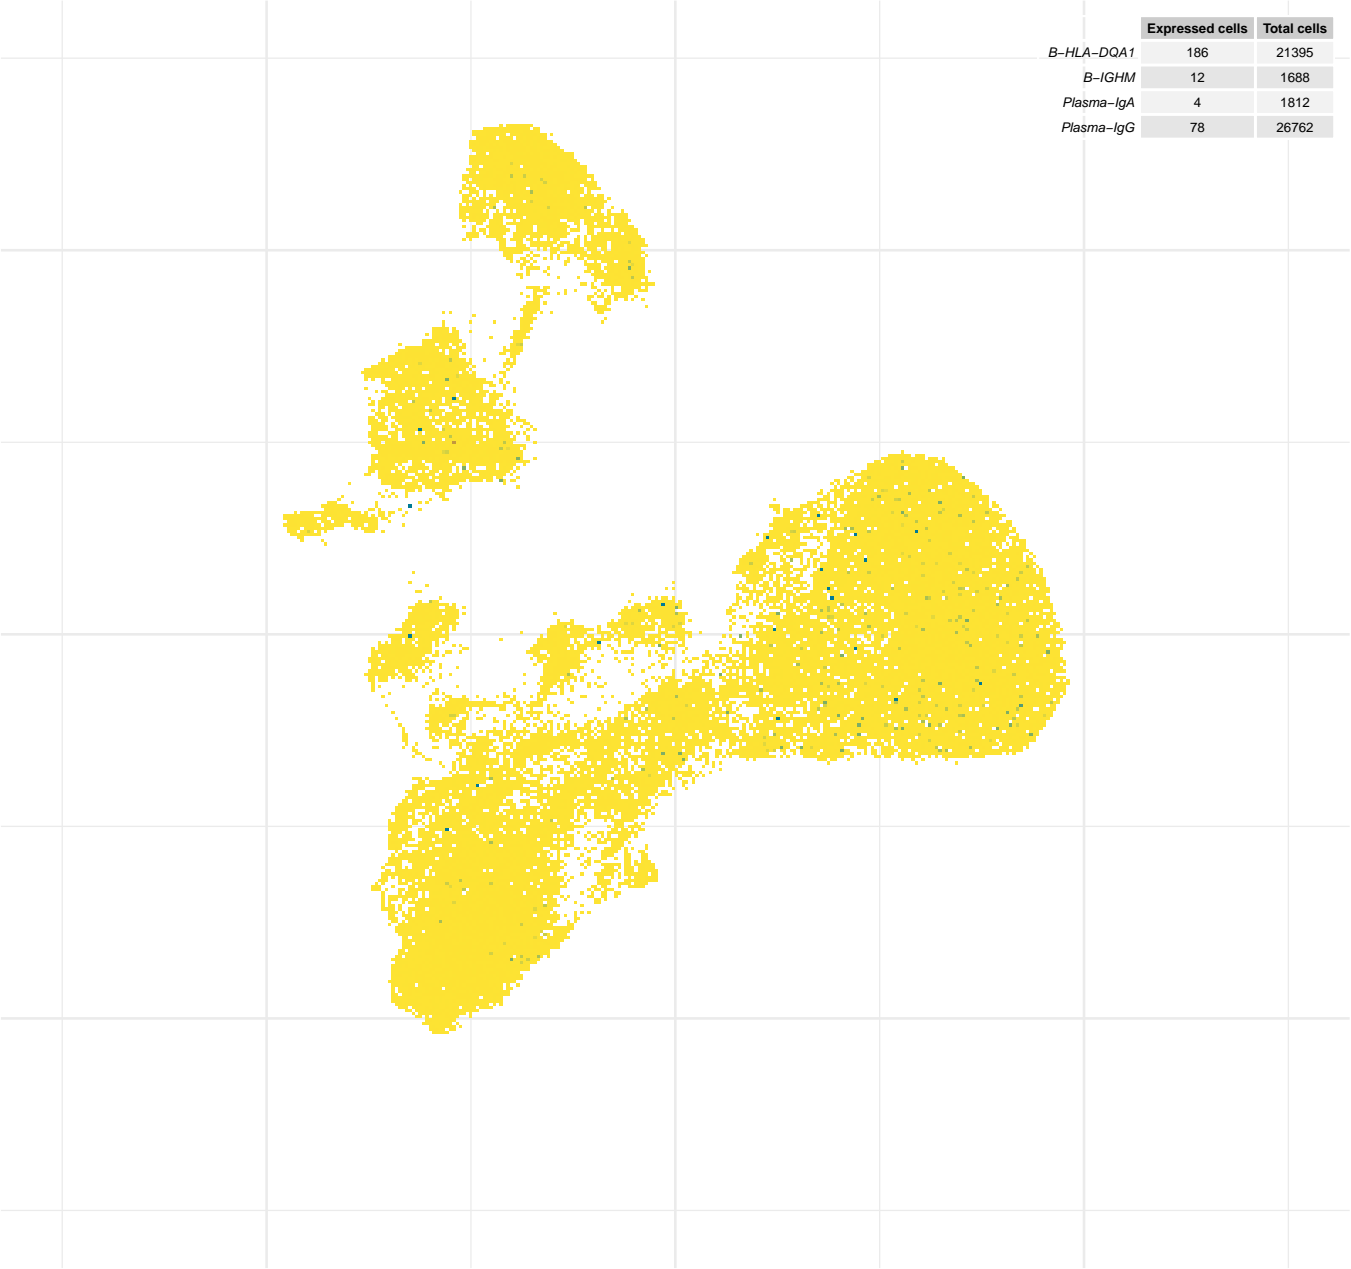 Expressed cells Total cells
B−HLA−DQA1 186 21395
B−IGHM 12 1688
Plasma−IgA 4 1812
Plasma−IgG 78 26762